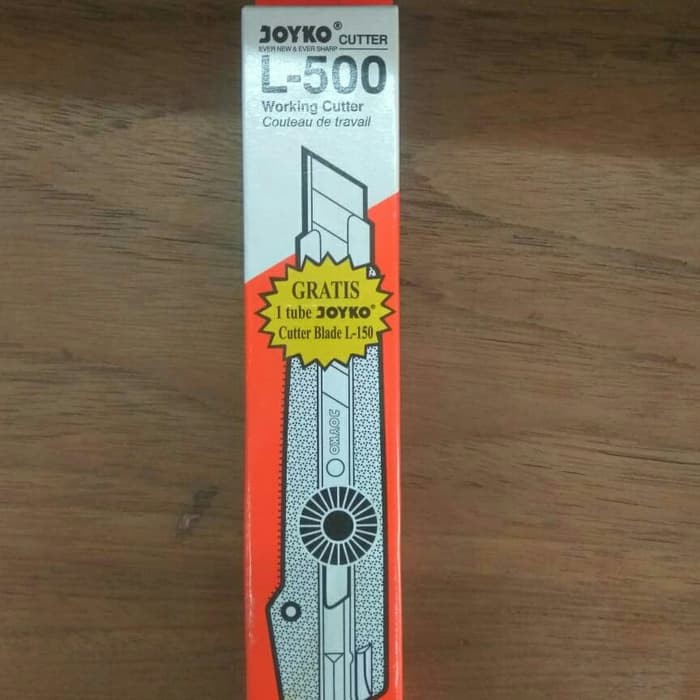 JOYKO® CUTTER
EVER NEW & EVER SHARP
L-500
Working Cutter
Couteau de travail
GRATIS
1 tube JOYKO®
Cutter Blade L-150
JOYKO